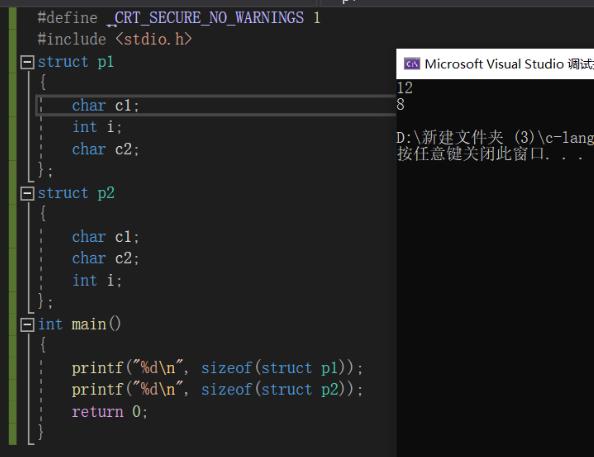 #define _CRT_SECURE_NO_WARNINGS 1
#include <stdio.h>
struct p1
{
char c1;
int i;
char c2;
};
struct p2
{
char c1;
char c2;
int i;
};
int main()
{
printf("%d\n", sizeof(struct p1));
printf("%d\n", sizeof(struct p2));
return 0;
}
Microsoft Visual Studio 调试
12
8
D:\新建文件夹 (3)\c-lang
按任意键关闭此窗口. . .